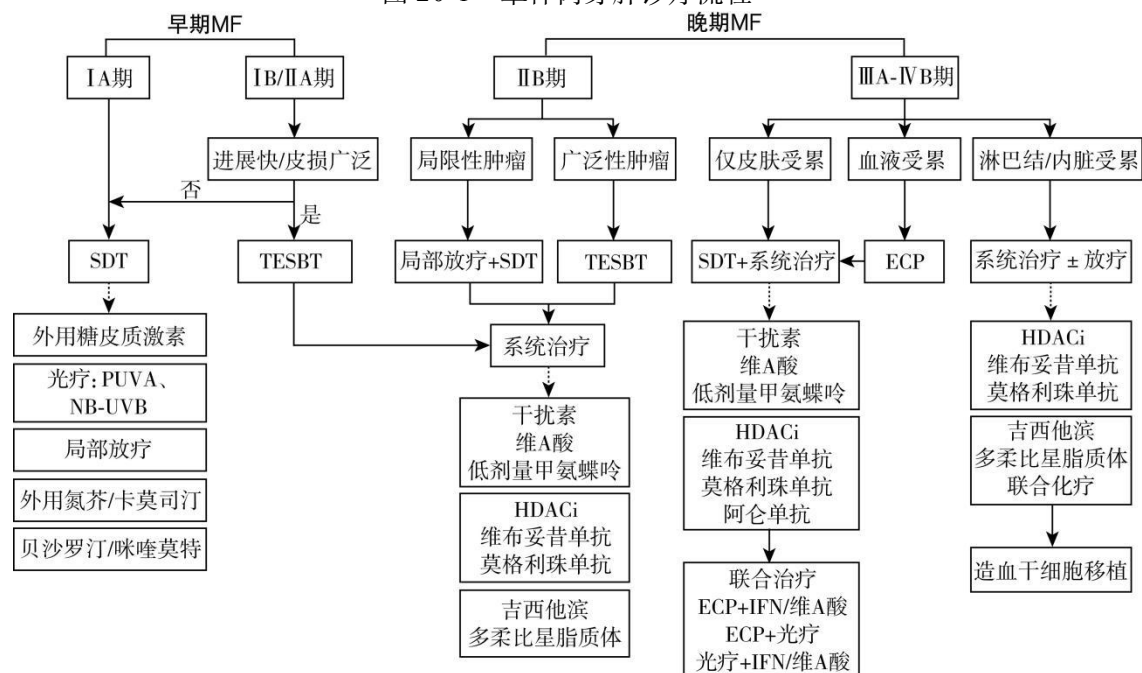 早期MF
晚期MF
ⅠA期
ⅠB/ⅡA期
ⅡB期
ⅢA-ⅣB期
进展快/皮损广泛
局限性肿瘤
广泛性肿瘤
仅皮肤受累
血液受累
淋巴结/内脏受累
否
是
SDT
TESBT
局部放疗+SDT
TESBT
SDT+系统治疗
ECP
系统治疗 ± 放疗
外用糖皮质激素
光疗：PUVA、
NB-UVB
局部放疗
外用氮芥/卡莫司汀
贝沙罗汀/咪喹莫特
系统治疗
干扰素
维A酸
低剂量甲氨蝶呤
HDACi
维布妥昔单抗
莫格利珠单抗
吉西他滨
多柔比星脂质体
干扰素
维A酸
低剂量甲氨蝶呤
HDACi
维布妥昔单抗
莫格利珠单抗
阿仑单抗
联合治疗
ECP+IFN/维A酸
ECP+光疗
光疗+IFN/维A酸
HDACi
维布妥昔单抗
莫格利珠单抗
吉西他滨
多柔比星脂质体
联合化疗
造血干细胞移植